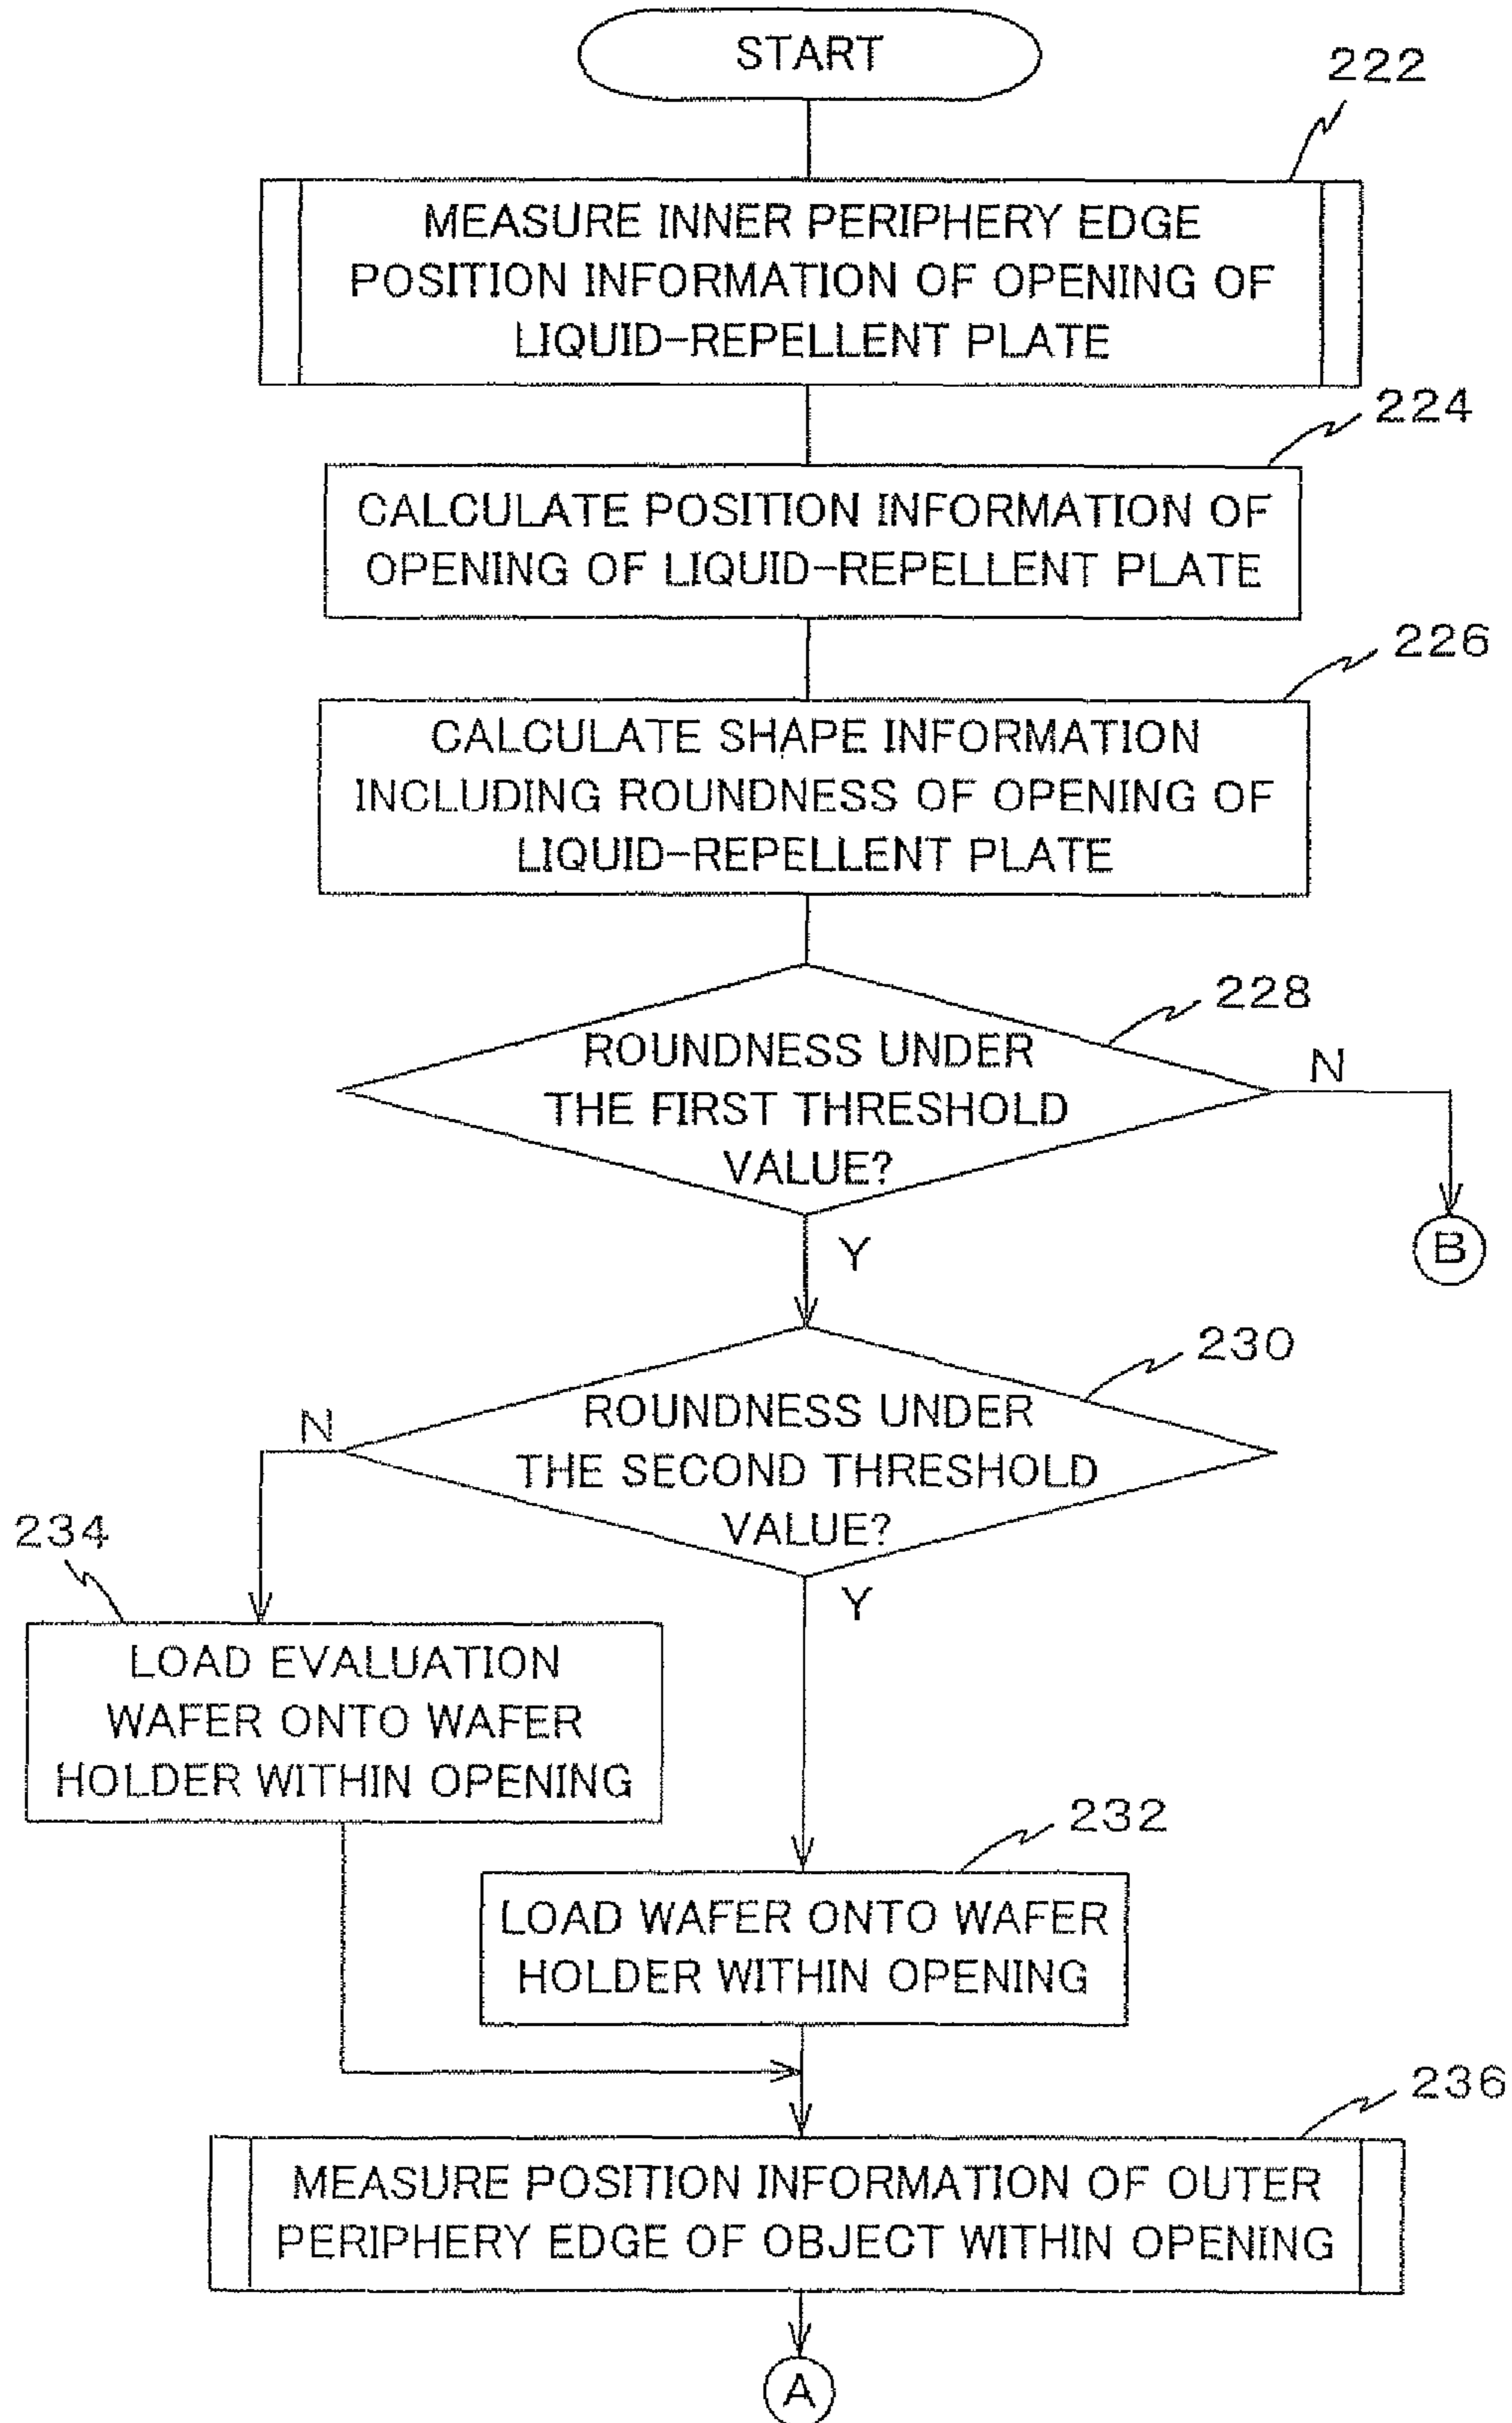 START
222
MEASURE INNER PERIPHERY EDGE
POSITION INFORMATION OF OPENING OF
LIQUID-REPELLENT PLATE
224
CALCULATE POSITION INFORMATION OF
OPENING OF LIQUID-REPELLENT PLATE
226
CALCULATE SHAPE INFORMATION
INCLUDING ROUNDNESS OF OPENING OF
LIQUID-REPELLENT PLATE
228
ROUNDNESS UNDER
THE FIRST THRESHOLD
VALUE?
N
B
Y
230
ROUNDNESS UNDER
THE SECOND THRESHOLD
VALUE?
N
Y
234
LOAD EVALUATION
WAFER ONTO WAFER
HOLDER WITHIN OPENING
232
LOAD WAFER ONTO WAFER
HOLDER WITHIN OPENING
236
MEASURE POSITION INFORMATION OF OUTER
PERIPHERY EDGE OF OBJECT WITHIN OPENING
A